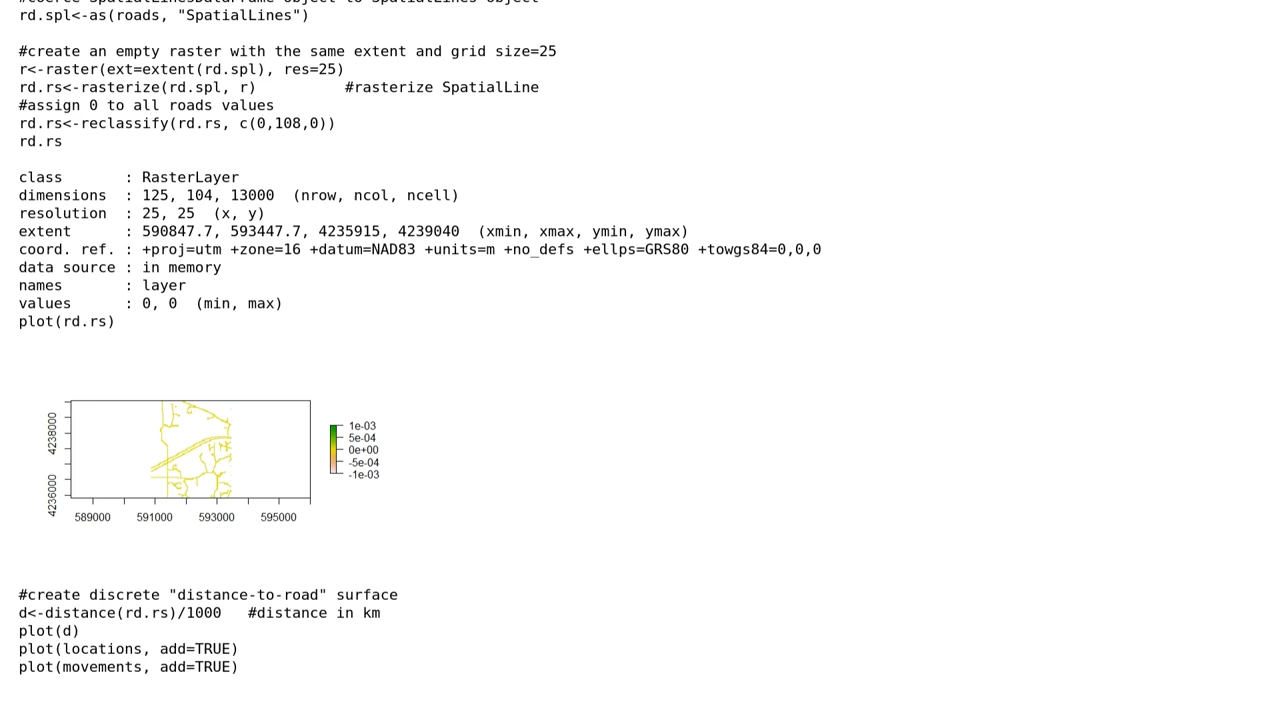 rd.spl<-as(roads, "SpatialLines")
#create an empty raster with the same extent and grid size=25
r<-raster(ext=extent(rd.spl), res=25)
rd.rs<-rasterize(rd.spl, r)          #rasterize SpatialLine
#assign 0 to all roads values
rd.rs<-reclassify(rd.rs, c(0,108,0))
rd.rs
class       : RasterLayer
dimensions  : 125, 104, 13000  (nrow, ncol, ncell)
resolution  : 25, 25  (x, y)
extent      : 590847.7, 593447.7, 4235915, 4239040  (xmin, xmax, ymin, ymax)
coord. ref. : +proj=utm +zone=16 +datum=NAD83 +units=m +no_defs +ellps=GRS80 +towgs84=0,0,0
data source : in memory
names       : layer
values      : 0, 0  (min, max)
plot(rd.rs)
4238000
4236000
589000
591000
593000
595000
1e-03
5e-04
0e+00
-5e-04
-1e-03
#create discrete "distance-to-road" surface
d<-distance(rd.rs)/1000   #distance in km
plot(d)
plot(locations, add=TRUE)
plot(movements, add=TRUE)